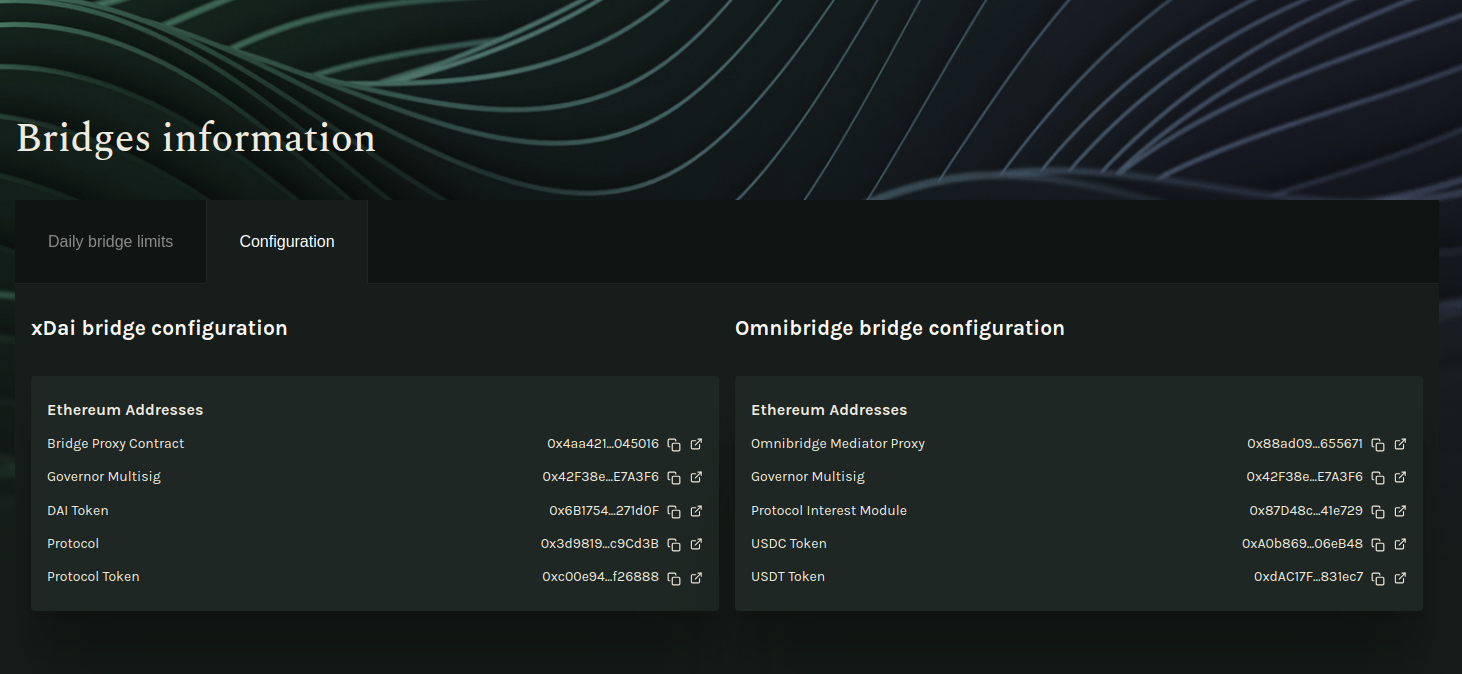 Bridges information
Daily bridge limits
Configuration
xDai bridge configuration
Ethereum Addresses
Bridge Proxy Contract 0x4aa421...045016
Governor Multisig 0x42F38e...E7A3F6
DAI Token 0x6B1754...271d0F
Protocol 0x3d9819...c9Cd3B
Protocol Token 0xc00e94...f26888
Omnibridge bridge configuration
Ethereum Addresses
Omnibridge Mediator Proxy 0x88ad09...655671
Governor Multisig 0x42F38e...E7A3F6
Protocol Interest Module 0x87D48c...41e729
USDC Token 0xA0b869...06eB48
USDT Token 0xdAC17F...831ec7